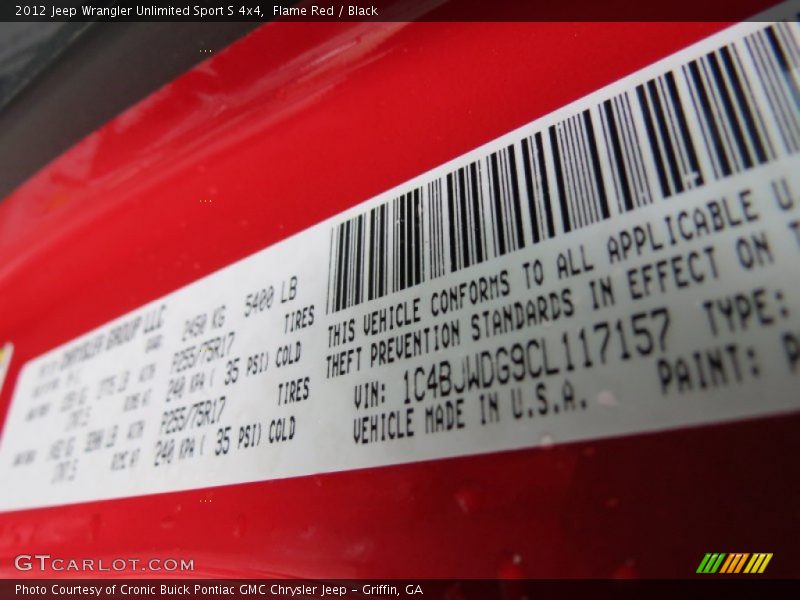 2012 Jeep Wrangler Unlimited Sport S 4x4, Flame Red / Black
CHRYSLER GROUP LLC
2450 KG 5400 LB
TIRES
P255/75R17
240 KPA ( 35 PSI) COLD
TIRES
P255/75R17
240 KPA ( 35 PSI) COLD
THIS VEHICLE CONFORMS TO ALL APPLICABLE U
THEFT PREVENTION STANDARDS IN EFFECT ON T
VIN: 1C4BJWDG9CL117157 TYPE:
VEHICLE MADE IN U.S.A. PAINT: P
GTCARLOT.COM
Photo Courtesy of Cronic Buick Pontiac GMC Chrysler Jeep - Griffin, GA